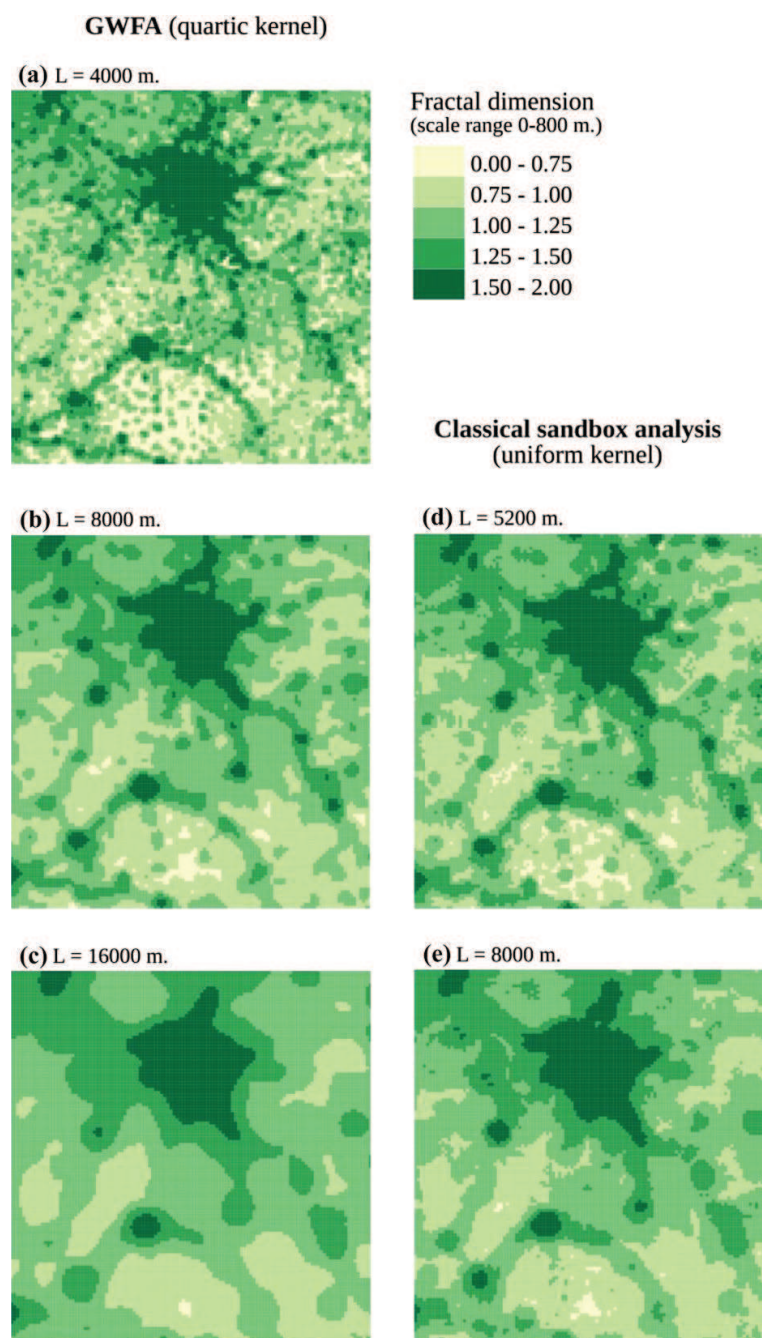 GWFA (quartic kernel)
(a) L = 4000 m.
Fractal dimension
(scale range 0-800 m.)
0.00 - 0.75
0.75 - 1.00
1.00 - 1.25
1.25 - 1.50
1.50 - 2.00
Classical sandbox analysis
(uniform kernel)
(b) L = 8000 m.
(d) L = 5200 m.
(c) L = 16000 m.
(e) L = 8000 m.